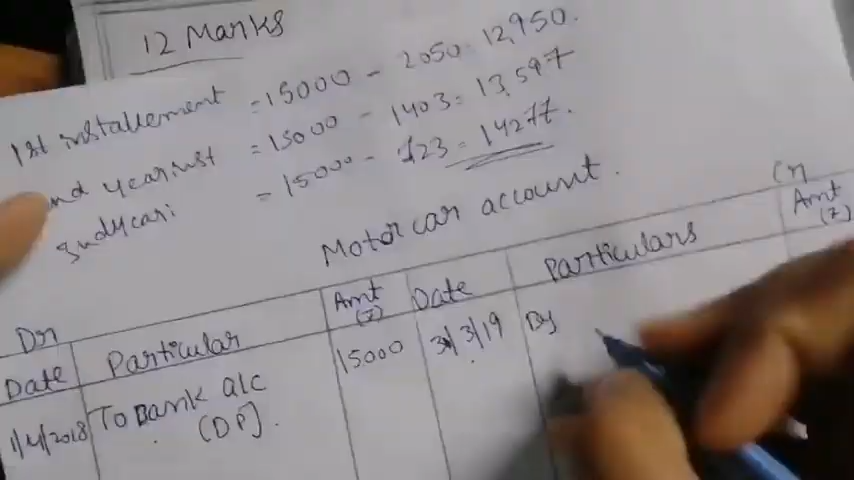 12 Marks
1st installement = 15000 - 2050 = 12,950.
nd year inst = 15000 - 1403 = 13,597
3rd year: = 15000 - 723 = 14277.
Motor car account.
Dr Cr
Date Particular Amt (₹) Date Particulars Amt (₹)
1/4/2018 To Bank a/c 15000 31/3/19 By
(DP).